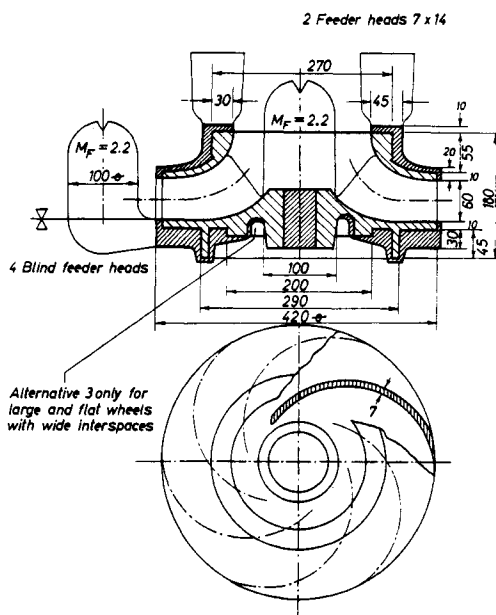 2 Feeder heads 7 x 14
270
30
45
10
M_F = 2.2
M_F = 2.2
20
55
10
100 ⌀
60
180
10
30
45
4 Blind feeder heads
100
200
290
420 ⌀
Alternative 3 only for
large and flat wheels
with wide interspaces
7